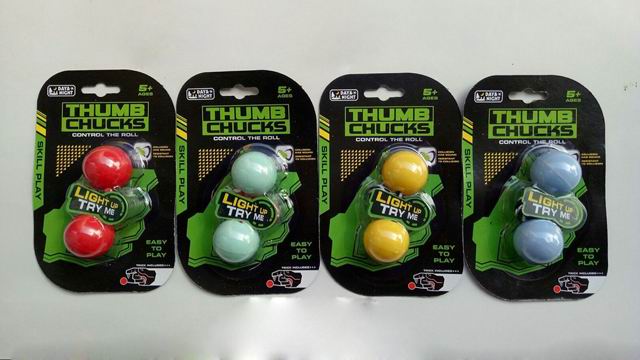 DAY&
NIGHT
5+
AGES
THUMB
CHUCKS
CONTROL THE ROLL
SKILL PLAY
LIGHT UP
TRY ME
EASY
TO
PLAY
DAY&
NIGHT
5+
AGES
THUMB
CHUCKS
CONTROL THE ROLL
SKILL PLAY
LIGHT UP
TRY ME
EASY
TO
PLAY
DAY&
NIGHT
5+
AGES
THUMB
CHUCKS
CONTROL THE ROLL
SKILL PLAY
LIGHT UP
TRY ME
EASY
TO
PLAY
DAY&
NIGHT
5+
AGES
THUMB
CHUCKS
CONTROL THE ROLL
SKILL PLAY
LIGHT UP
TRY ME
EASY
TO
PLAY